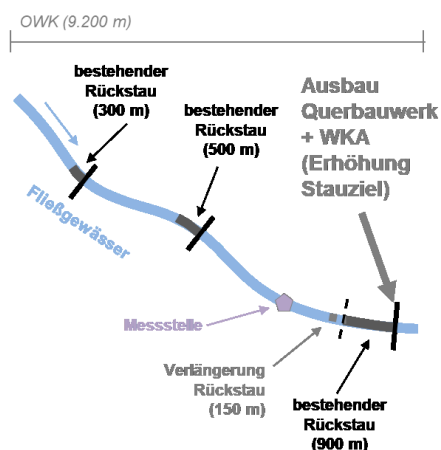 OWK (9.200 m)
bestehender
Rückstau
(300 m)
bestehender
Rückstau
(500 m)
Ausbau
Querbauwerk
+ WKA
(Erhöhung
Stauziel)
Fließgewässer
Messstelle
Verlängerung
Rückstau
(150 m)
bestehender
Rückstau
(900 m)